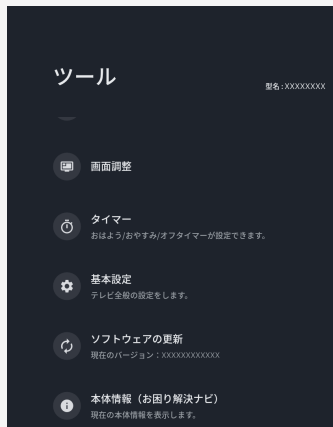 ツール
型名:XXXXXXXX
画面調整
タイマー
おはよう/おやすみ/オフタイマーが設定できます。
基本設定
テレビ全般の設定をします。
ソフトウェアの更新
現在のバージョン：XXXXXXXXXXXX
本体情報（お困り解決ナビ）
現在の本体情報を表示します。